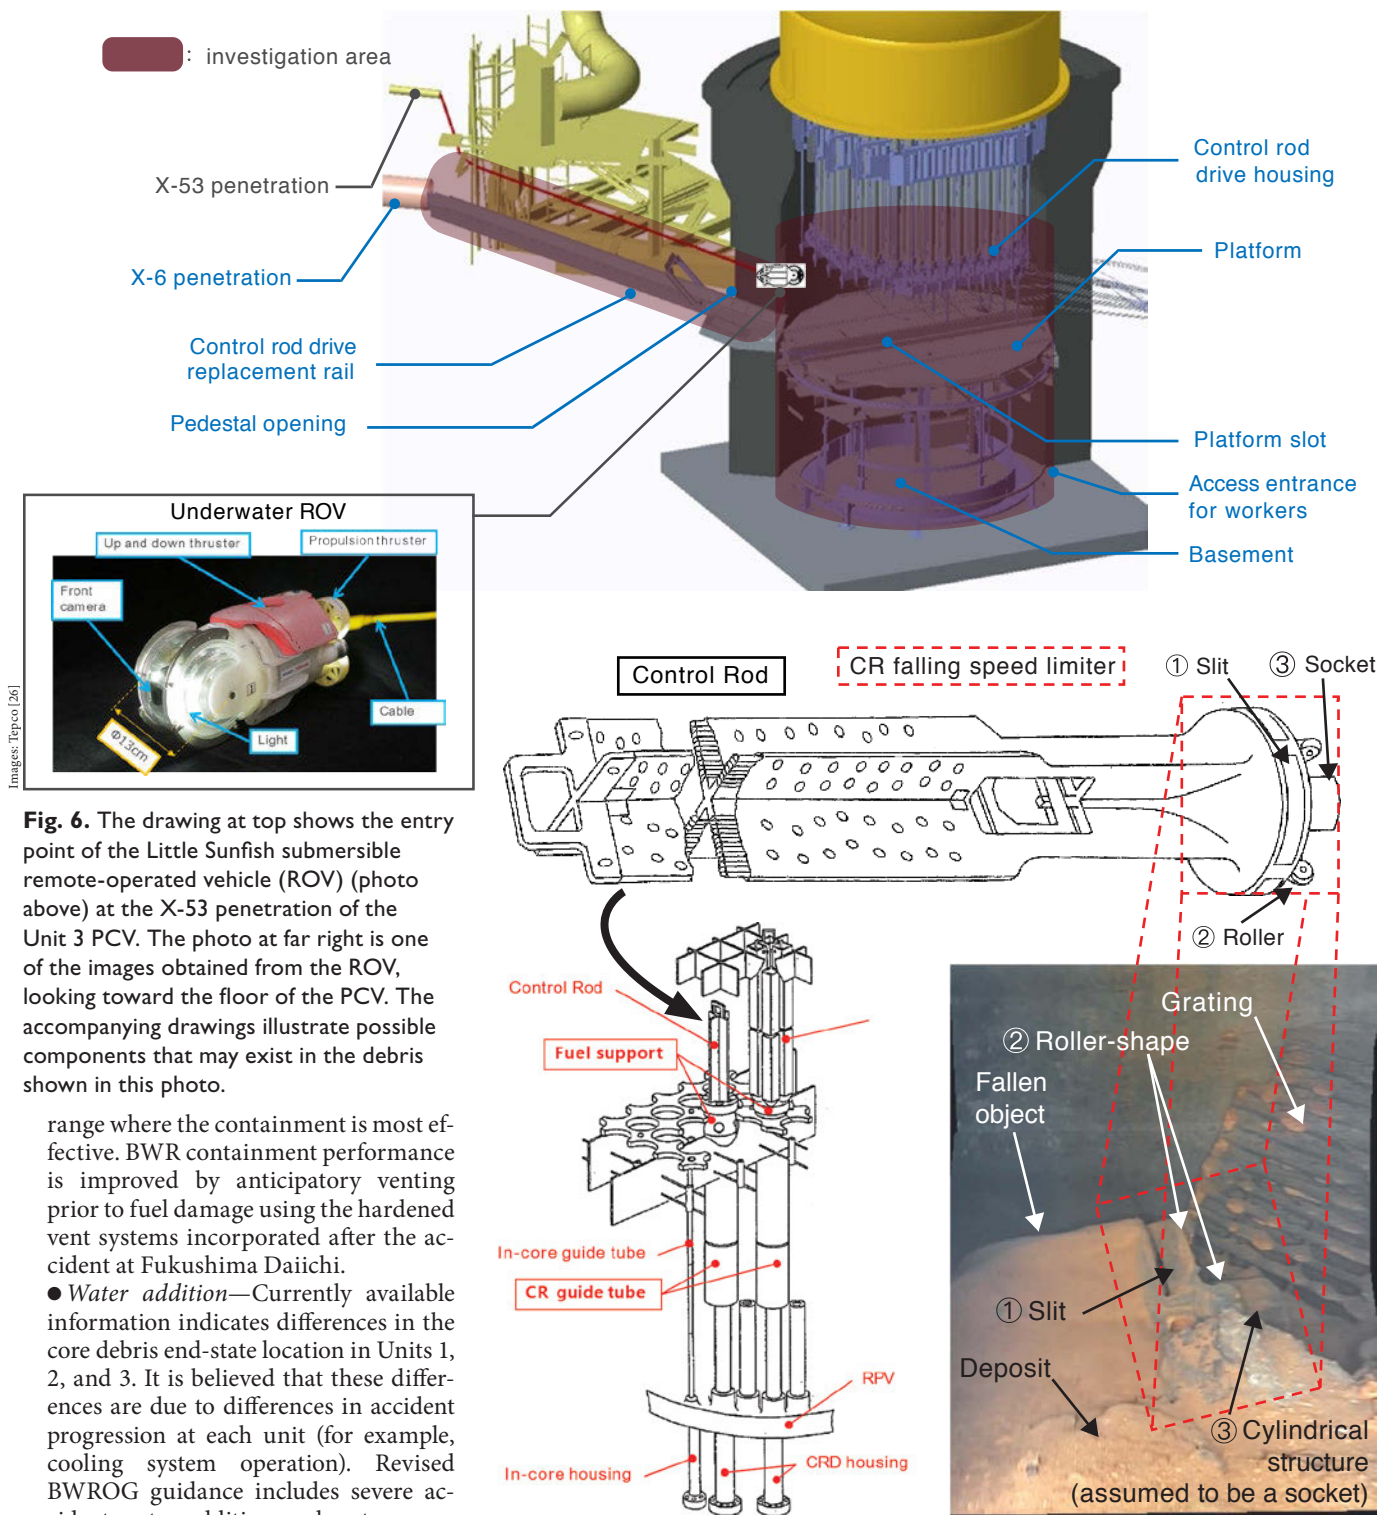 : investigation area
X-53 penetration
X-6 penetration
Control rod drive
replacement rail
Pedestal opening
Control rod
drive housing
Platform
Platform slot
Access entrance
for workers
Basement
Underwater ROV
Up and down thruster
Propulsion thruster
Front
camera
Cable
Light
Φ13cm
Images: Tepco [26]
Control Rod
CR falling speed limiter
① Slit
③ Socket
② Roller
Fig. 6. The drawing at top shows the entry
point of the Little Sunfish submersible
remote-operated vehicle (ROV) (photo
above) at the X-53 penetration of the
Unit 3 PCV. The photo at far right is one
of the images obtained from the ROV,
looking toward the floor of the PCV. The
accompanying drawings illustrate possible
components that may exist in the debris
shown in this photo.
range where the containment is most ef-
fective. BWR containment performance
is improved by anticipatory venting
prior to fuel damage using the hardened
vent systems incorporated after the ac-
cident at Fukushima Daiichi.
● Water addition—Currently available
information indicates differences in the
core debris end-state location in Units 1,
2, and 3. It is believed that these differ-
ences are due to differences in accident
progression at each unit (for example,
cooling system operation). Revised
BWROG guidance includes severe ac-
Control Rod
Fuel support
In-core guide tube
CR guide tube
RPV
In-core housing
CRD housing
Grating
② Roller-shape
Fallen
object
① Slit
Deposit
③ Cylindrical
structure
(assumed to be a socket)